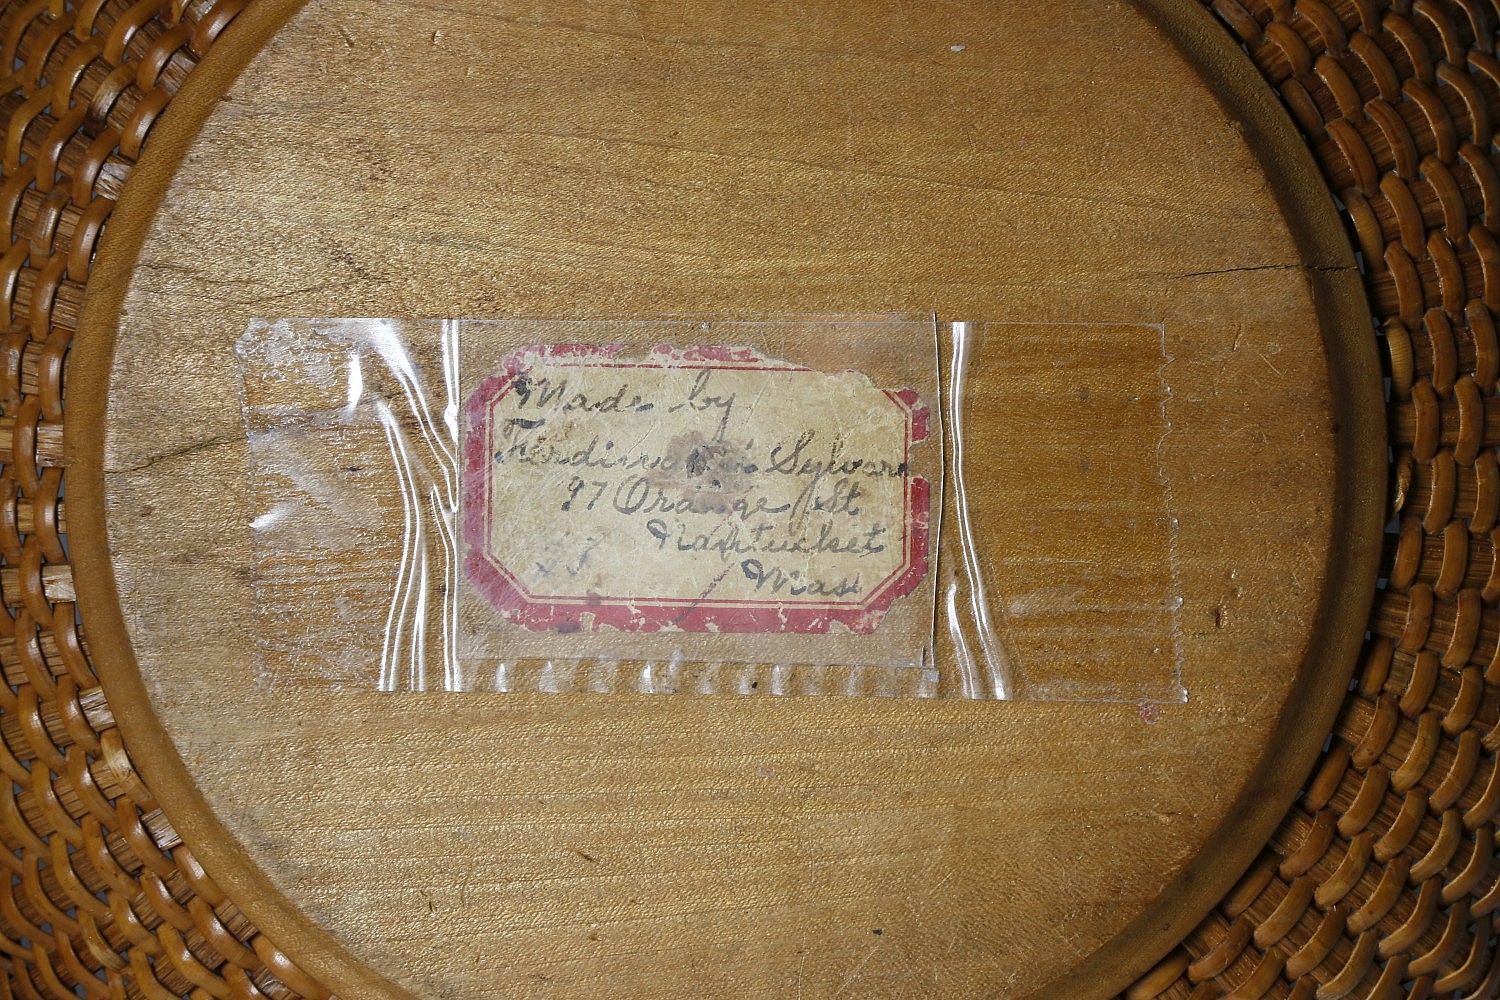 Made by
Ferdinand Sylvaro
97 Orange St
Nantucket
Mass